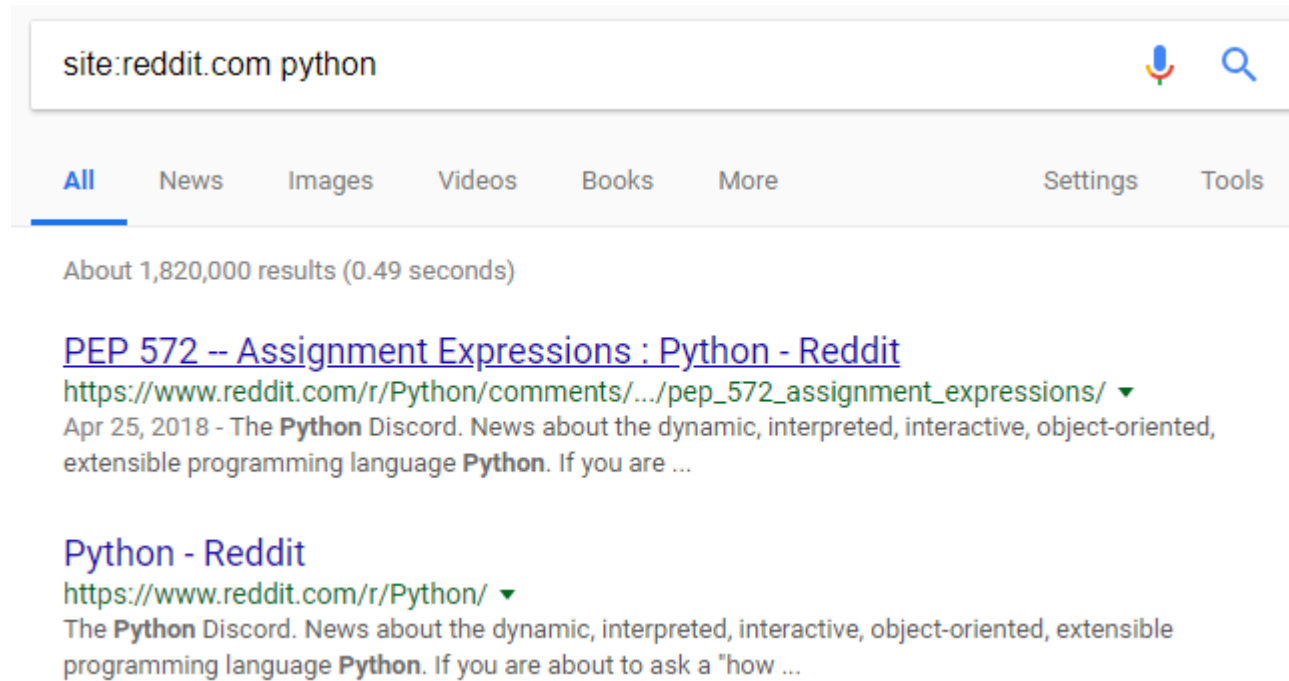 site:reddit.com python
All News Images Videos Books More Settings Tools
About 1,820,000 results (0.49 seconds)
PEP 572 -- Assignment Expressions : Python - Reddit
https://www.reddit.com/r/Python/comments/.../pep_572_assignment_expressions/
Apr 25, 2018 - The Python Discord. News about the dynamic, interpreted, interactive, object-oriented,
extensible programming language Python. If you are ...
Python - Reddit
https://www.reddit.com/r/Python/
The Python Discord. News about the dynamic, interpreted, interactive, object-oriented, extensible
programming language Python. If you are about to ask a "how ...